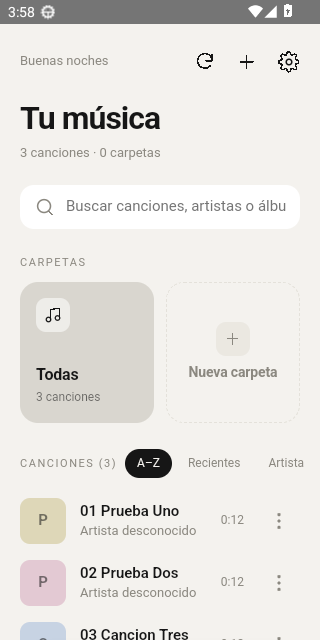 3:58
Buenas noches
Tu música
3 canciones · 0 carpetas
Buscar canciones, artistas o álbu
CARPETAS
Todas
3 canciones
Nueva carpeta
CANCIONES (3) A–Z Recientes Artista
P 01 Prueba Uno 0:12
Artista desconocido
P 02 Prueba Dos 0:12
Artista desconocido
03 Cancion Tres